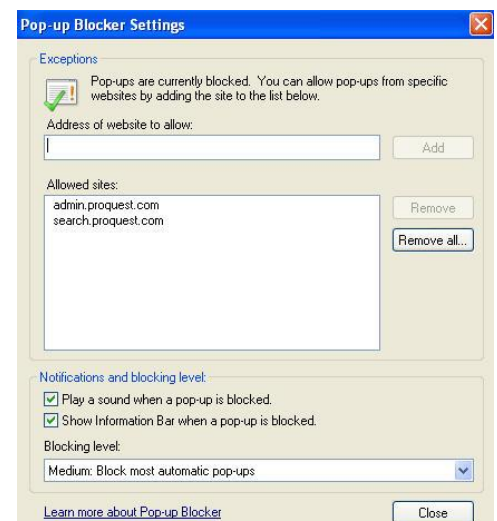 Pop-up Blocker Settings
Exceptions
Pop-ups are currently blocked. You can allow pop-ups from specific
websites by adding the site to the list below.
Address of website to allow:
Add
Allowed sites:
admin.proquest.com
search.proquest.com
Remove
Remove all...
Notifications and blocking level:
Play a sound when a pop-up is blocked.
Show Information Bar when a pop-up is blocked.
Blocking level:
Medium: Block most automatic pop-ups
Learn more about Pop-up Blocker
Close